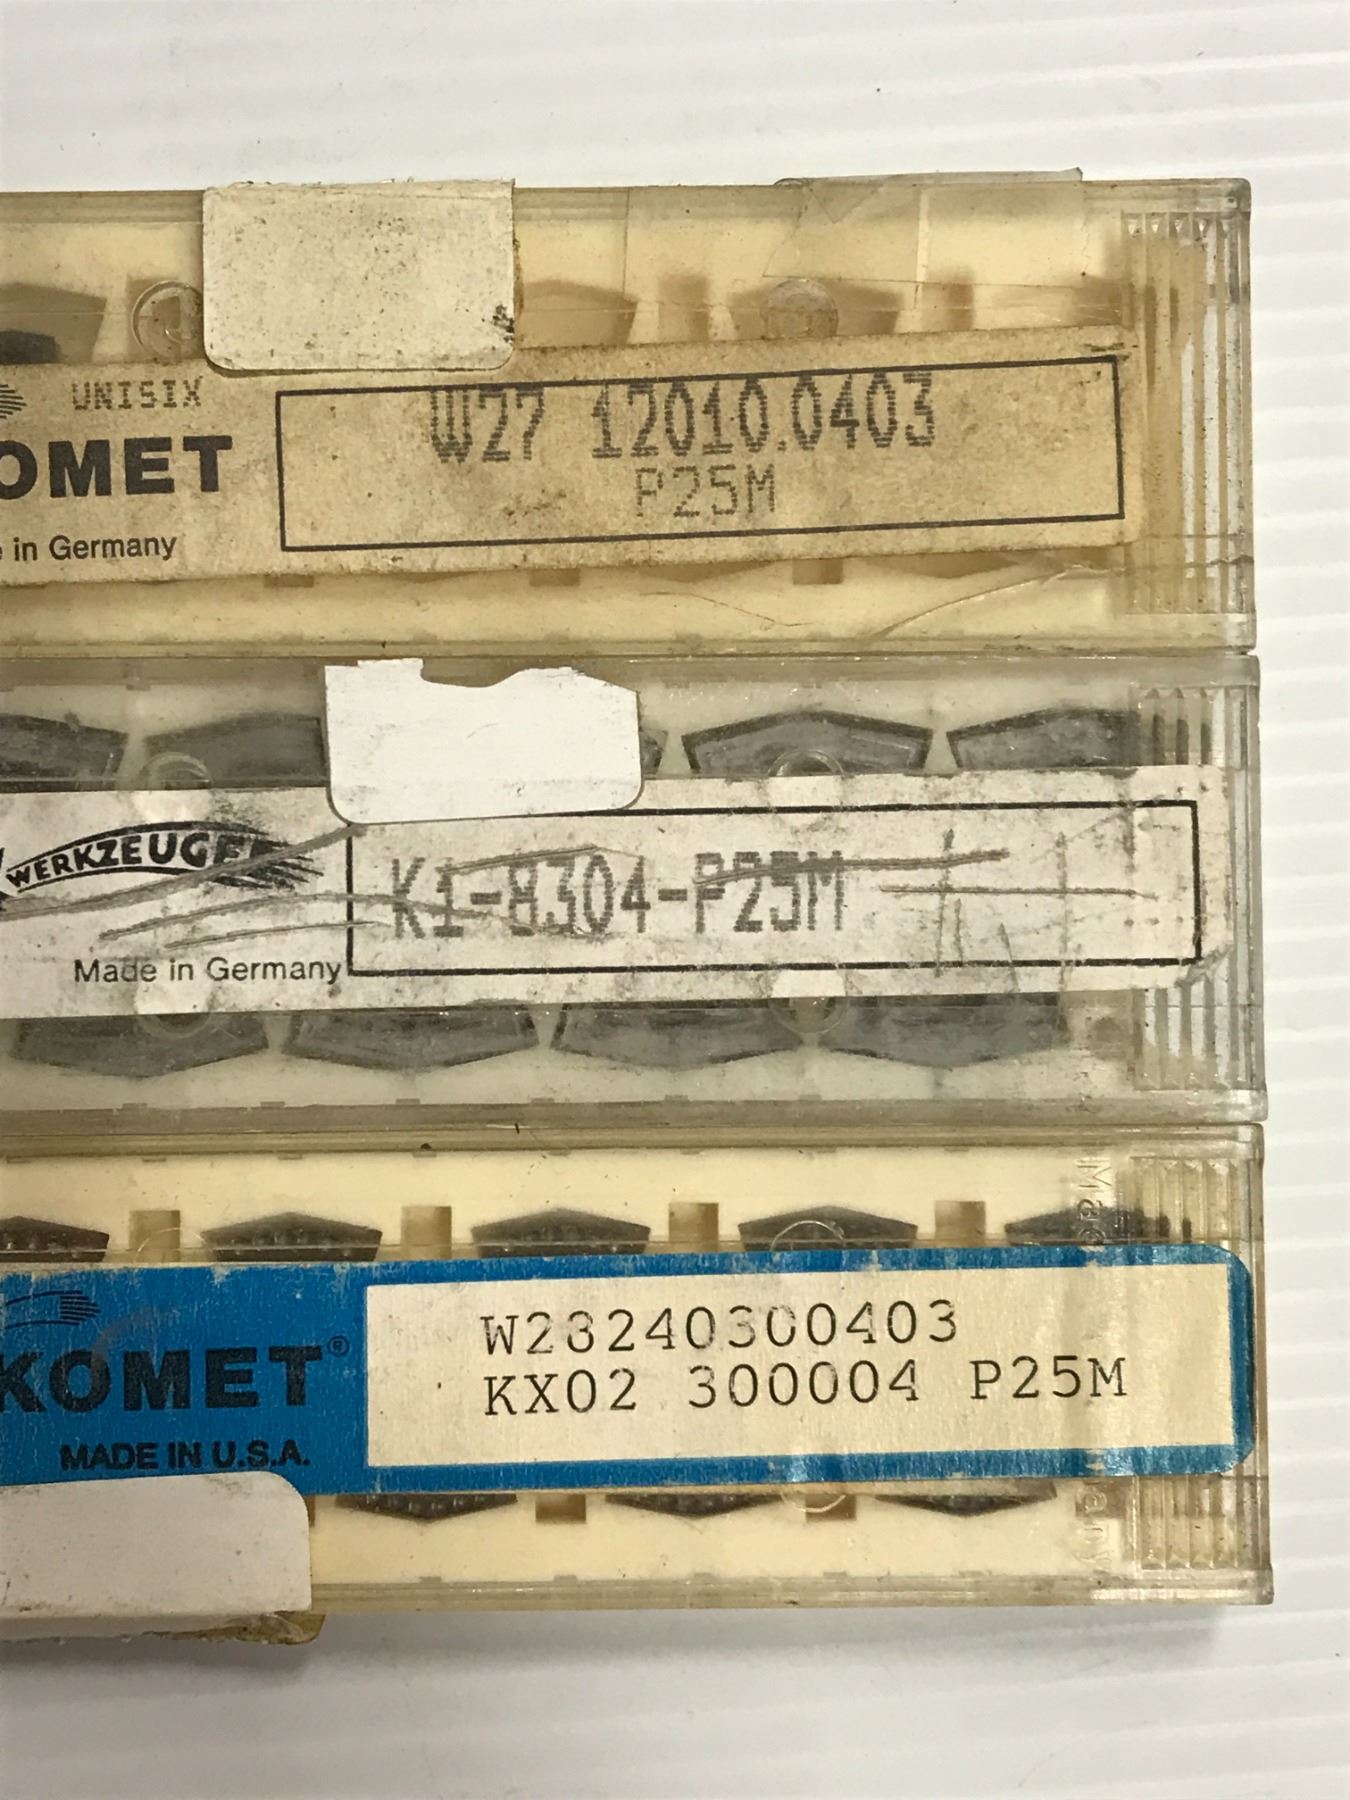 UNISIX
OMET
in Germany
W27 12010.0403
P25M
WERKZEUGE
Made in Germany
K1-8304-P25M
KOMET®
MADE IN U.S.A.
W28240300403
KX02 300004 P25M